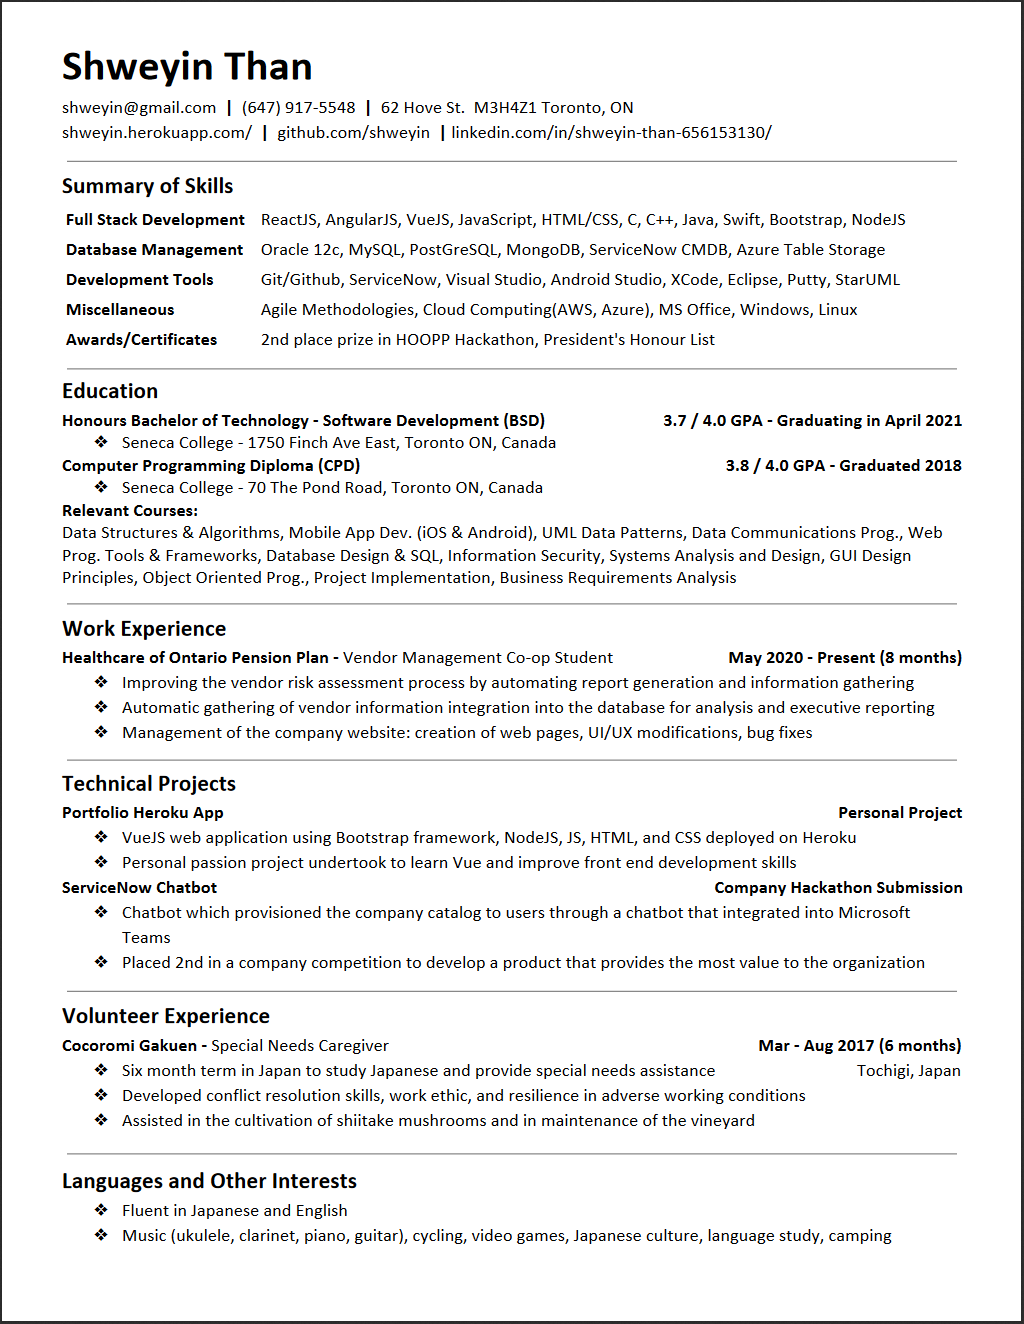 Shweyin Than
shweyin@gmail.com | (647) 917-5548 | 62 Hove St. M3H4Z1 Toronto, ON
shweyin.herokuapp.com/ | github.com/shweyin | linkedin.com/in/shweyin-than-656153130/
Summary of Skills
Full Stack Development ReactJS, AngularJS, VueJS, JavaScript, HTML/CSS, C, C++, Java, Swift, Bootstrap, NodeJS
Database Management Oracle 12c, MySQL, PostGreSQL, MongoDB, ServiceNow CMDB, Azure Table Storage
Development Tools Git/Github, ServiceNow, Visual Studio, Android Studio, XCode, Eclipse, Putty, StarUML
Miscellaneous Agile Methodologies, Cloud Computing(AWS, Azure), MS Office, Windows, Linux
Awards/Certificates 2nd place prize in HOOPP Hackathon, President's Honour List
Education
Honours Bachelor of Technology - Software Development (BSD) 3.7 / 4.0 GPA - Graduating in April 2021
❖ Seneca College - 1750 Finch Ave East, Toronto ON, Canada
Computer Programming Diploma (CPD) 3.8 / 4.0 GPA - Graduated 2018
❖ Seneca College - 70 The Pond Road, Toronto ON, Canada
Relevant Courses:
Data Structures & Algorithms, Mobile App Dev. (iOS & Android), UML Data Patterns, Data Communications Prog., Web
Prog. Tools & Frameworks, Database Design & SQL, Information Security, Systems Analysis and Design, GUI Design
Principles, Object Oriented Prog., Project Implementation, Business Requirements Analysis
Work Experience
Healthcare of Ontario Pension Plan - Vendor Management Co-op Student May 2020 - Present (8 months)
❖ Improving the vendor risk assessment process by automating report generation and information gathering
❖ Automatic gathering of vendor information integration into the database for analysis and executive reporting
❖ Management of the company website: creation of web pages, UI/UX modifications, bug fixes
Technical Projects
Portfolio Heroku App Personal Project
❖ VueJS web application using Bootstrap framework, NodeJS, JS, HTML, and CSS deployed on Heroku
❖ Personal passion project undertook to learn Vue and improve front end development skills
ServiceNow Chatbot Company Hackathon Submission
❖ Chatbot which provisioned the company catalog to users through a chatbot that integrated into Microsoft
Teams
❖ Placed 2nd in a company competition to develop a product that provides the most value to the organization
Volunteer Experience
Cocoromi Gakuen - Special Needs Caregiver Mar - Aug 2017 (6 months)
❖ Six month term in Japan to study Japanese and provide special needs assistance Tochigi, Japan
❖ Developed conflict resolution skills, work ethic, and resilience in adverse working conditions
❖ Assisted in the cultivation of shiitake mushrooms and in maintenance of the vineyard
Languages and Other Interests
❖ Fluent in Japanese and English
❖ Music (ukulele, clarinet, piano, guitar), cycling, video games, Japanese culture, language study, camping